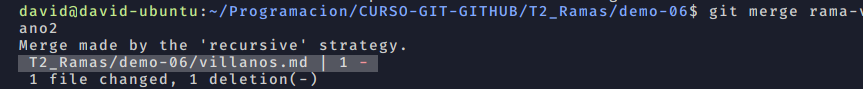 david@david-ubuntu:~/Programacion/CURSO-GIT-GITHUB/T2_Ramas/demo-06$ git merge rama-v
ano2
Merge made by the 'recursive' strategy.
 T2_Ramas/demo-06/villanos.md | 1 -
 1 file changed, 1 deletion(-)